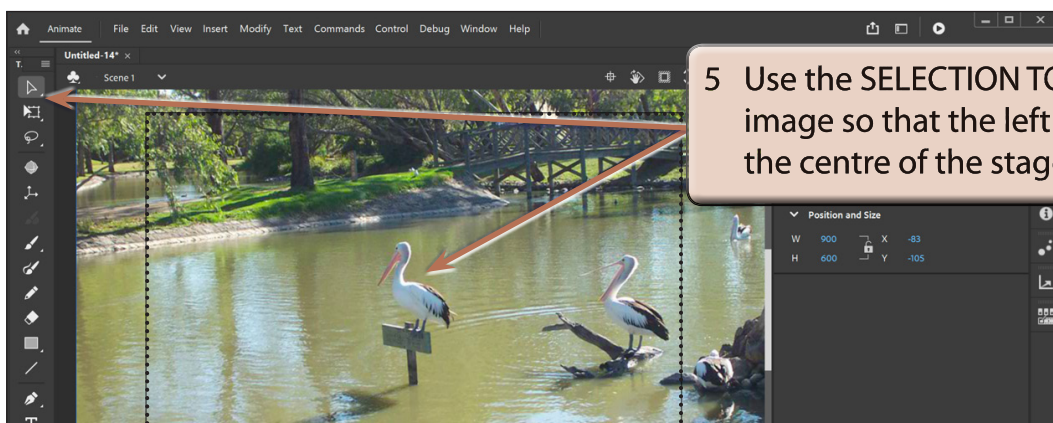 Animate File Edit View Insert Modify Text Commands Control Debug Window Help
Untitled-14* ×
T.
Scene 1
5 Use the SELECTION TO
image so that the left
the centre of the stag
Position and Size
W 900 X -83
H 600 Y -105
T